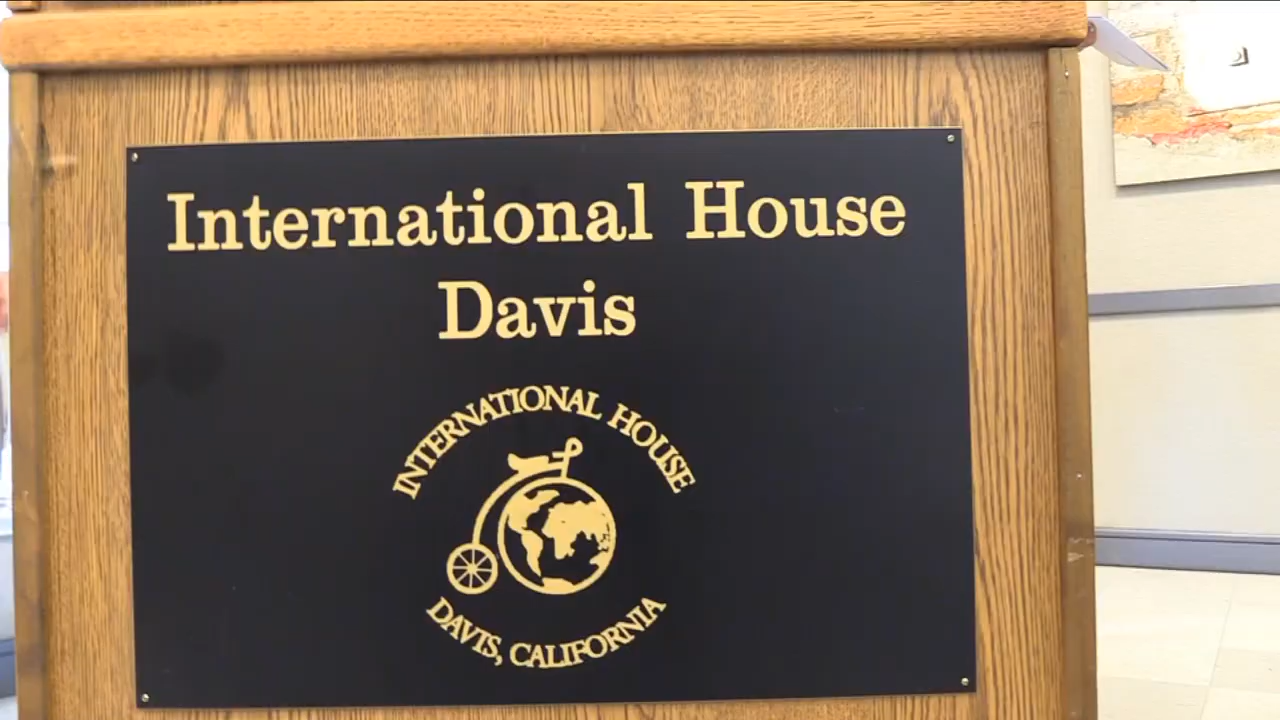 International House
Davis
INTERNATIONAL HOUSE
DAVIS, CALIFORNIA